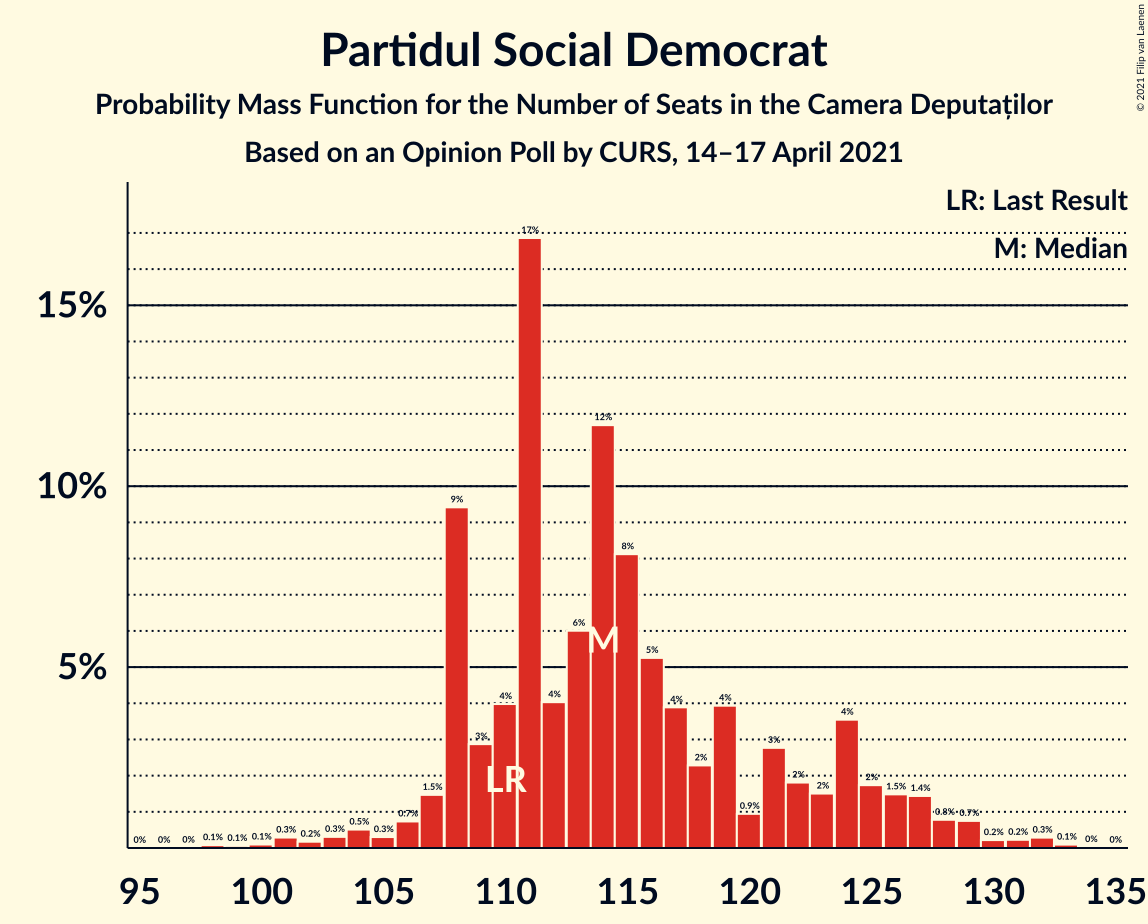 Partidul Social Democrat
Probability Mass Function for the Number of Seats in the Camera Deputaților
Based on an Opinion Poll by CURS, 14–17 April 2021
© 2021 Filip van Laenen
LR: Last Result
M: Median
15%
10%
5%
0% 0% 0% 0.1% 0.1% 0.1% 0.3% 0.2% 0.3% 0.5% 0.3% 0.7% 1.5% 9% 3% 4% 17% 4% 6% 12% 8% 5% 4% 2% 4% 0.9% 3% 2% 2% 4% 2% 1.5% 1.4% 0.8% 0.7% 0.2% 0.2% 0.3% 0.1% 0% 0%
M
LR
95 100 105 110 115 120 125 130 135